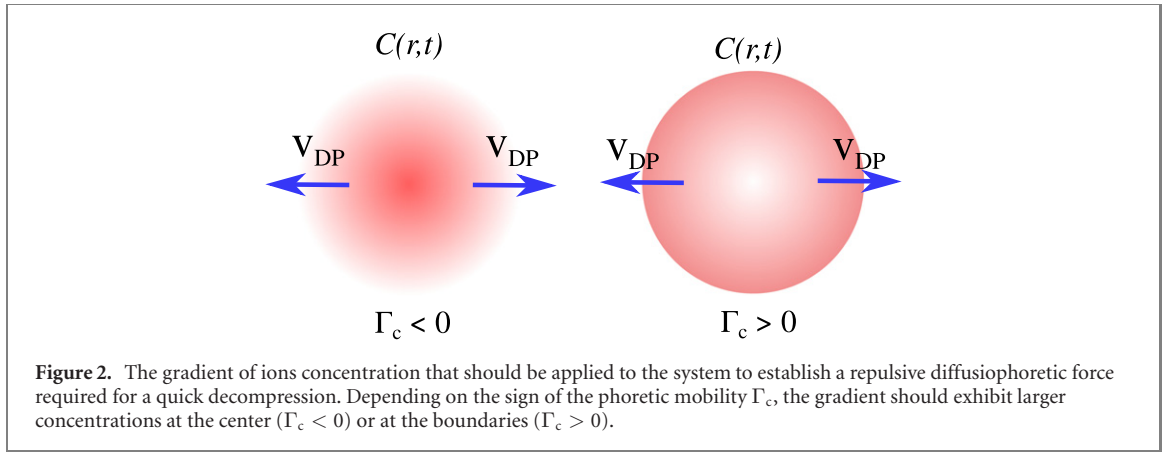 C(r,t)
C(r,t)
V_DP
V_DP
V_DP
V_DP
Γ_c < 0
Γ_c > 0
Figure 2. The gradient of ions concentration that should be applied to the system to establish a repulsive diffusiophoretic force
required for a quick decompression. Depending on the sign of the phoretic mobility Γ_c, the gradient should exhibit larger
concentrations at the center (Γ_c < 0) or at the boundaries (Γ_c > 0).